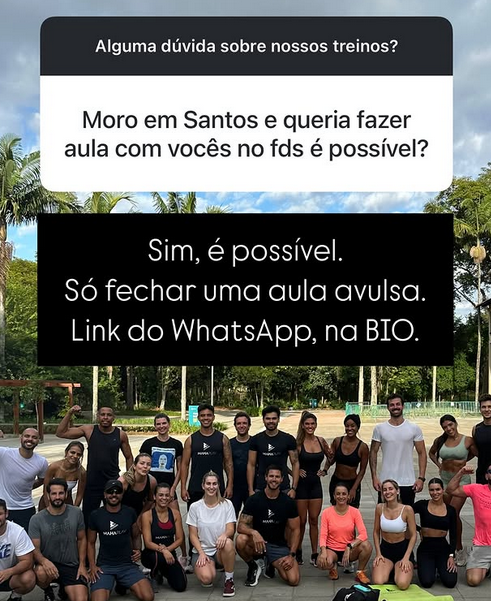 Alguma dúvida sobre nossos treinos?
Moro em Santos e queria fazer
aula com vocês no fds é possível?
Sim, é possível.
Só fechar uma aula avulsa.
Link do WhatsApp, na BIO.